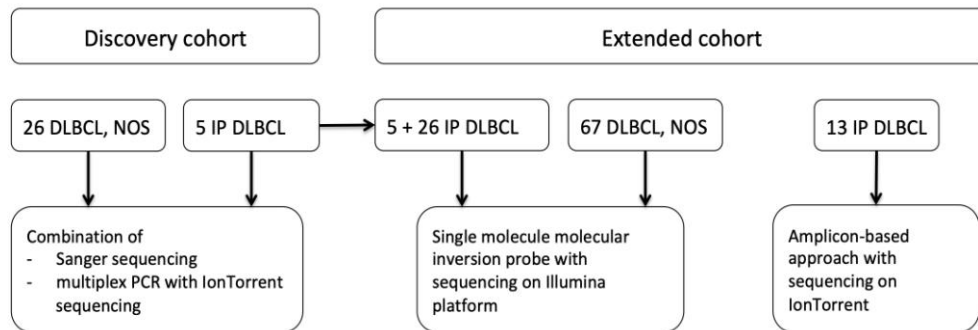 Discovery cohort
Extended cohort
26 DLBCL, NOS
5 IP DLBCL
5 + 26 IP DLBCL
67 DLBCL, NOS
13 IP DLBCL
Combination of
- Sanger sequencing
- multiplex PCR with IonTorrent
sequencing
Single molecule molecular
inversion probe with
sequencing on Illumina
platform
Amplicon-based
approach with
sequencing on
IonTorrent